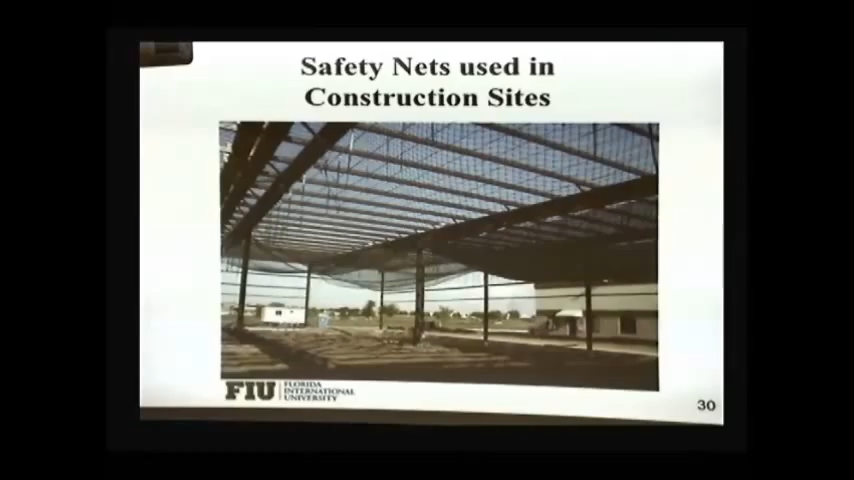 Safety Nets used in
Construction Sites
FIU
FLORIDA
INTERNATIONAL
UNIVERSITY
30